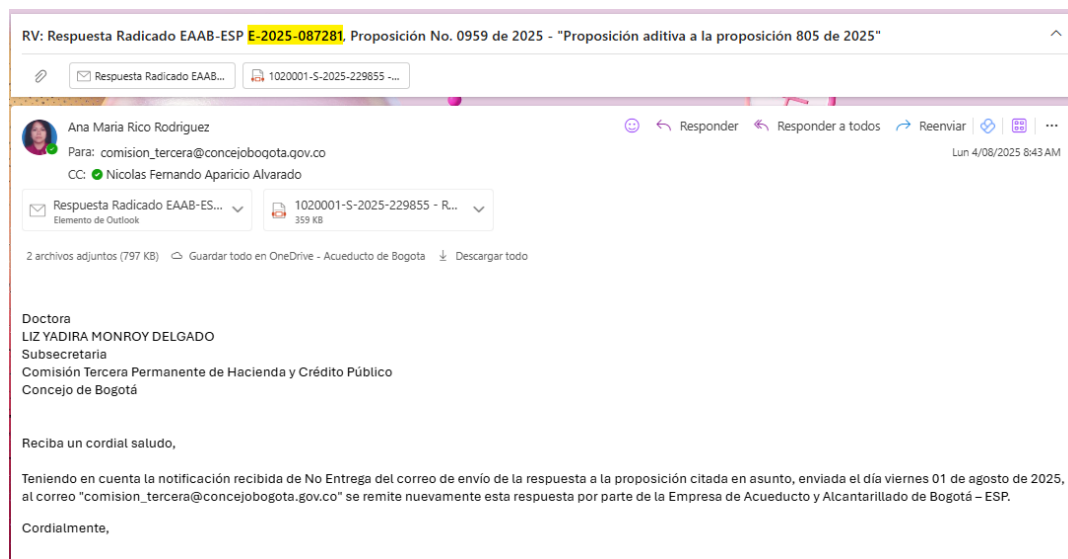 RV: Respuesta Radicado EAAB-ESP E-2025-087281, Proposición No. 0959 de 2025 - "Proposición aditiva a la proposición 805 de 2025"
Respuesta Radicado EAAB...
1020001-S-2025-229855 -...
Ana Maria Rico Rodriguez
Responder
Responder a todos
Reenviar
Para: comision_tercera@concejobogota.gov.co
Lun 4/08/2025 8:43 AM
CC: Nicolas Fernando Aparicio Alvarado
Respuesta Radicado EAAB-ES...
Elemento de Outlook
1020001-S-2025-229855 - R...
359 KB
2 archivos adjuntos (797 KB) Guardar todo en OneDrive - Acueducto de Bogota Descargar todo
Doctora
LIZ YADIRA MONROY DELGADO
Subsecretaria
Comisión Tercera Permanente de Hacienda y Crédito Público
Concejo de Bogotá
Reciba un cordial saludo,
Teniendo en cuenta la notificación recibida de No Entrega del correo de envío de la respuesta a la proposición citada en asunto, enviada el día viernes 01 de agosto de 2025,
al correo "comision_tercera@concejobogota.gov.co" se remite nuevamente esta respuesta por parte de la Empresa de Acueducto y Alcantarillado de Bogotá – ESP.
Cordialmente,